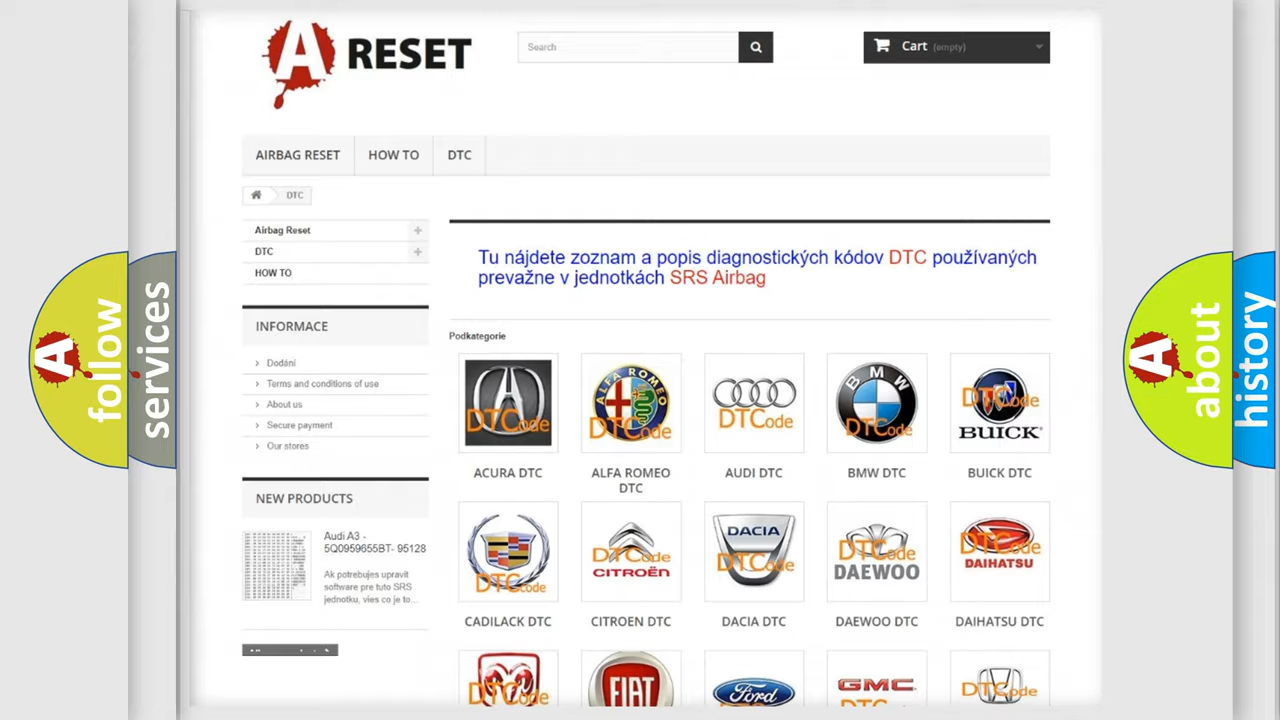 A RESET
Search
Cart (empty)
AIRBAG RESET
HOW TO
DTC
DTC
Airbag Reset
DTC
HOW TO
INFORMACE
Dodání
Terms and conditions of use
About us
Secure payment
Our stores
NEW PRODUCTS
Audi A3 -
5Q0959655BT- 95128
Ak potrebujes upravit
software pre tuto SRS
jednotku, vies co je to...
Tu nájdete zoznam a popis diagnostických kódov DTC používaných
prevažne v jednotkách SRS Airbag
Podkategorie
DTCode
ALFA ROMEO
DTCode
DTCode
BMW
DTCode
DTCode
BUICK
ACURA DTC
ALFA ROMEO
DTC
AUDI DTC
BMW DTC
BUICK DTC
DTCode
DTCode
CITROËN
DACIA
DTCode
DTCode
DAEWOO
DTCode
DAIHATSU
CADILACK DTC
CITROEN DTC
DACIA DTC
DAEWOO DTC
DAIHATSU DTC
DTCode
FIAT
Ford
GMC
DTCode
A follow
services
A about
history